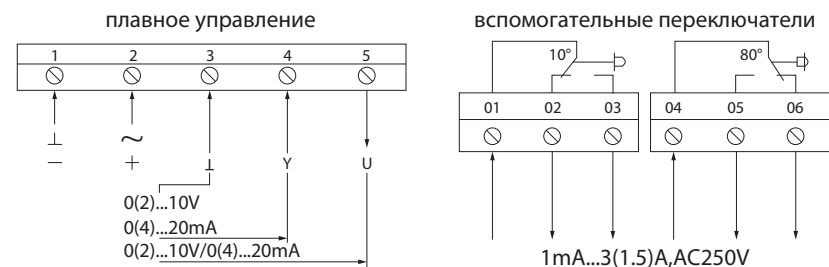 плавное управление
1 2 3 4 5
⊥ ~ ⊥ Y U
− +
0(2)...10V
0(4)...20mA
0(2)...10V/0(4)...20mA
вспомогательные переключатели
10° 80°
01 02 03 04 05 06
1mA...3(1.5)A,AC250V